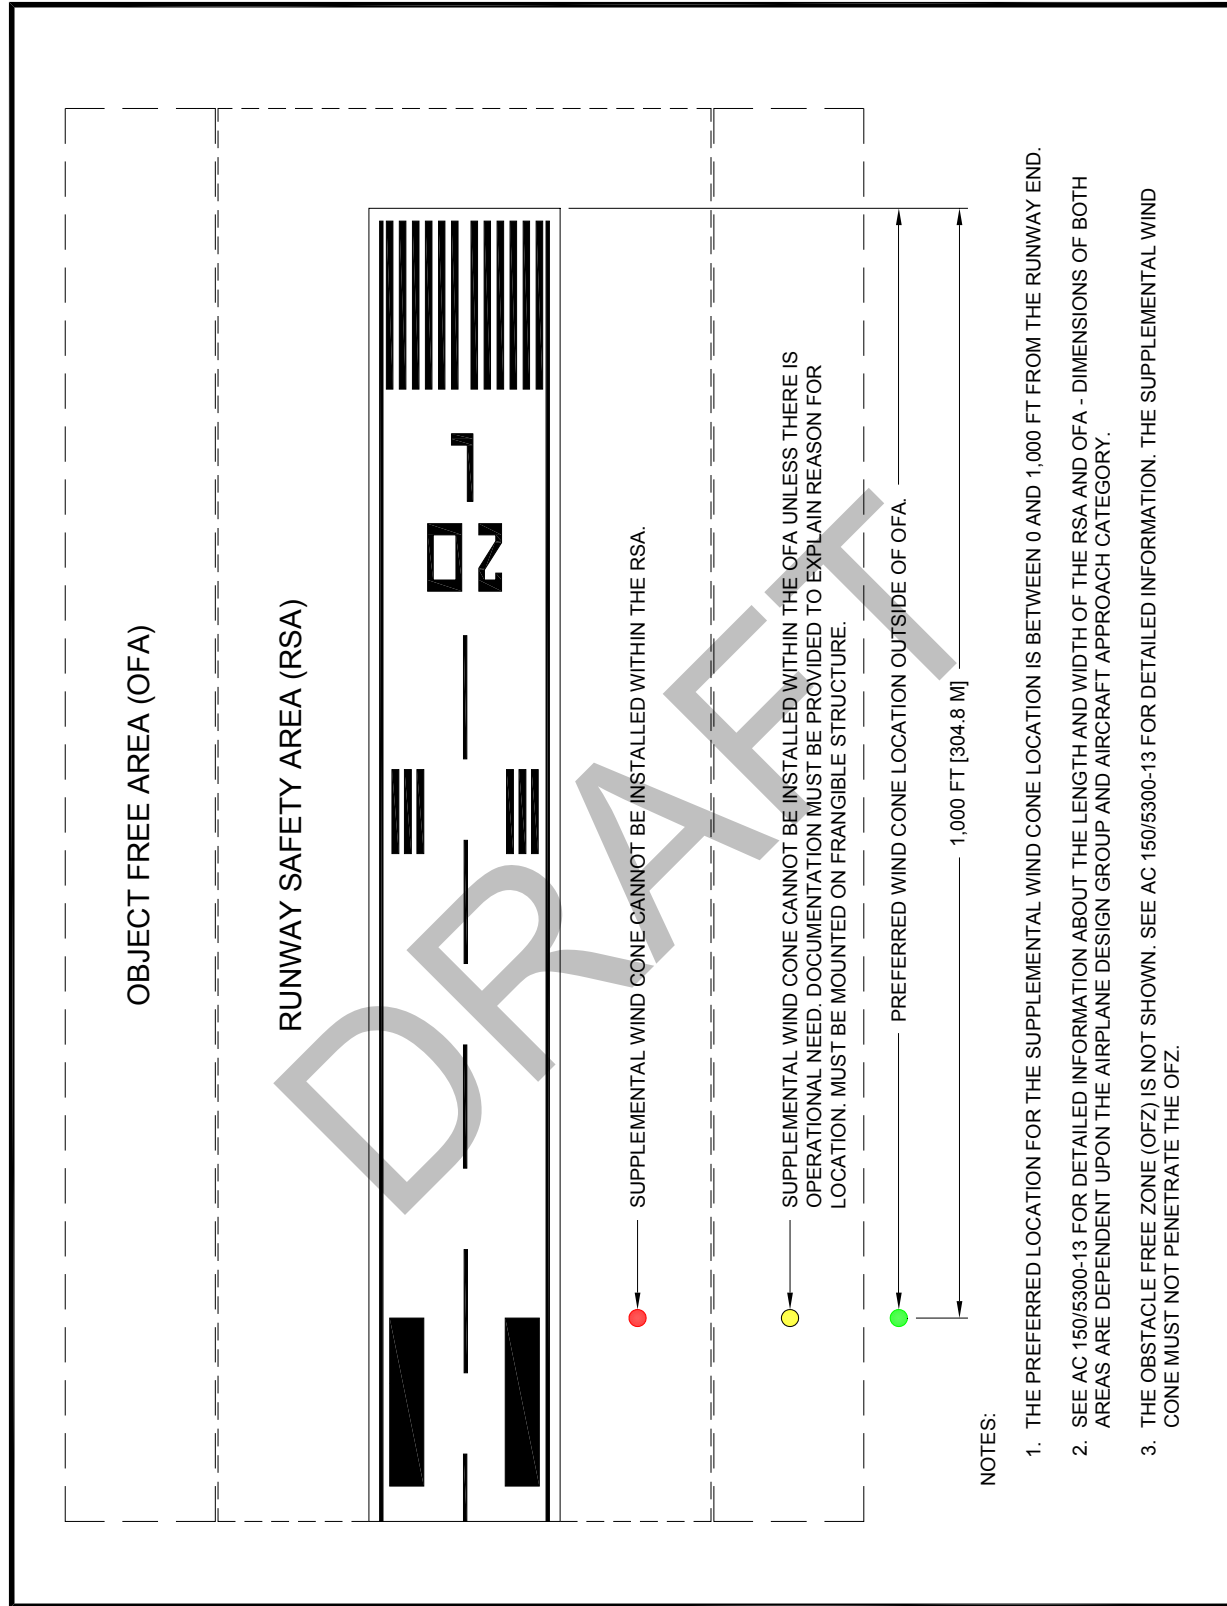 OBJECT FREE AREA (OFA)
RUNWAY SAFETY AREA (RSA)
20
L
SUPPLEMENTAL WIND CONE CANNOT BE INSTALLED WITHIN THE RSA.
SUPPLEMENTAL WIND CONE CANNOT BE INSTALLED WITHIN THE OFA UNLESS THERE IS
OPERATIONAL NEED. DOCUMENTATION MUST BE PROVIDED TO EXPLAIN REASON FOR
LOCATION. MUST BE MOUNTED ON FRANGIBLE STRUCTURE.
PREFERRED WIND CONE LOCATION OUTSIDE OF OFA.
1,000 FT [304.8 M]
DRAFT
NOTES:
1. THE PREFERRED LOCATION FOR THE SUPPLEMENTAL WIND CONE LOCATION IS BETWEEN 0 AND 1,000 FT FROM THE RUNWAY END.
2. SEE AC 150/5300-13 FOR DETAILED INFORMATION ABOUT THE LENGTH AND WIDTH OF THE RSA AND OFA - DIMENSIONS OF BOTH
AREAS ARE DEPENDENT UPON THE AIRPLANE DESIGN GROUP AND AIRCRAFT APPROACH CATEGORY.
3. THE OBSTACLE FREE ZONE (OFZ) IS NOT SHOWN. SEE AC 150/5300-13 FOR DETAILED INFORMATION. THE SUPPLEMENTAL WIND
CONE MUST NOT PENETRATE THE OFZ.